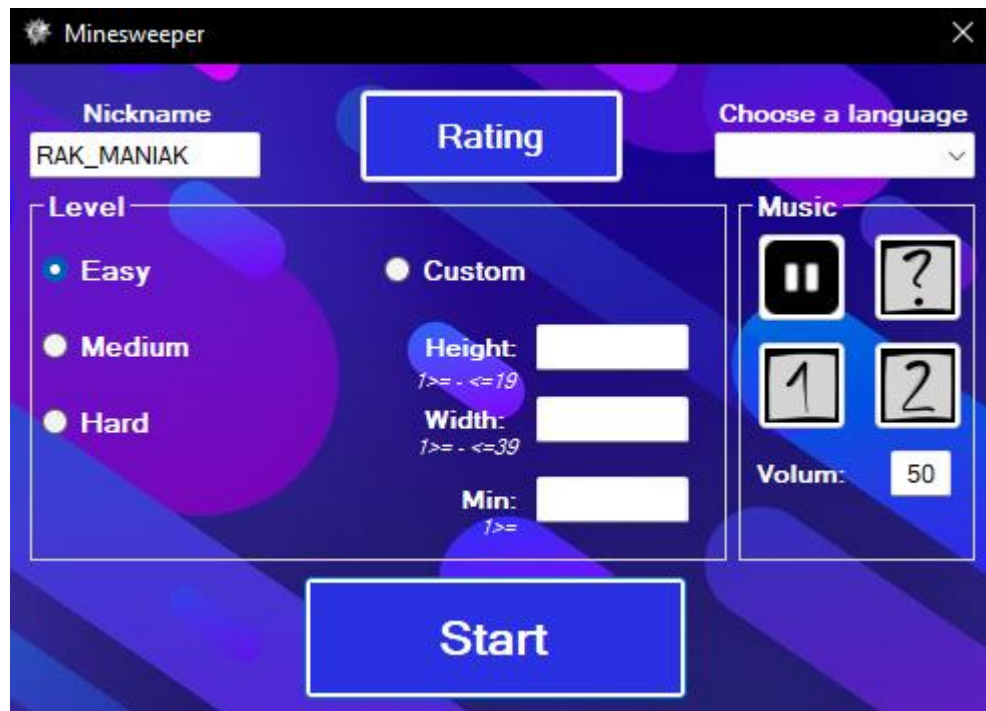 Minesweeper
Nickname
RAK_MANIAK
Rating
Choose a language
Level
Easy
Medium
Hard
Custom
Height:
1>= - <=19
Width:
1>= - <=39
Min:
1>=
Music
?
1
2
Volum:
50
Start